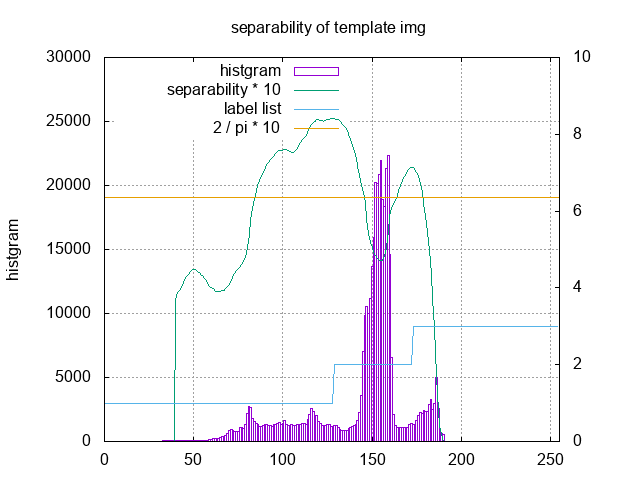 separability of template img
30000
25000
20000
15000
10000
5000
0
histgram
histgram
separability * 10
label list
2 / pi * 10
10
8
6
4
2
0
0 50 100 150 200 250